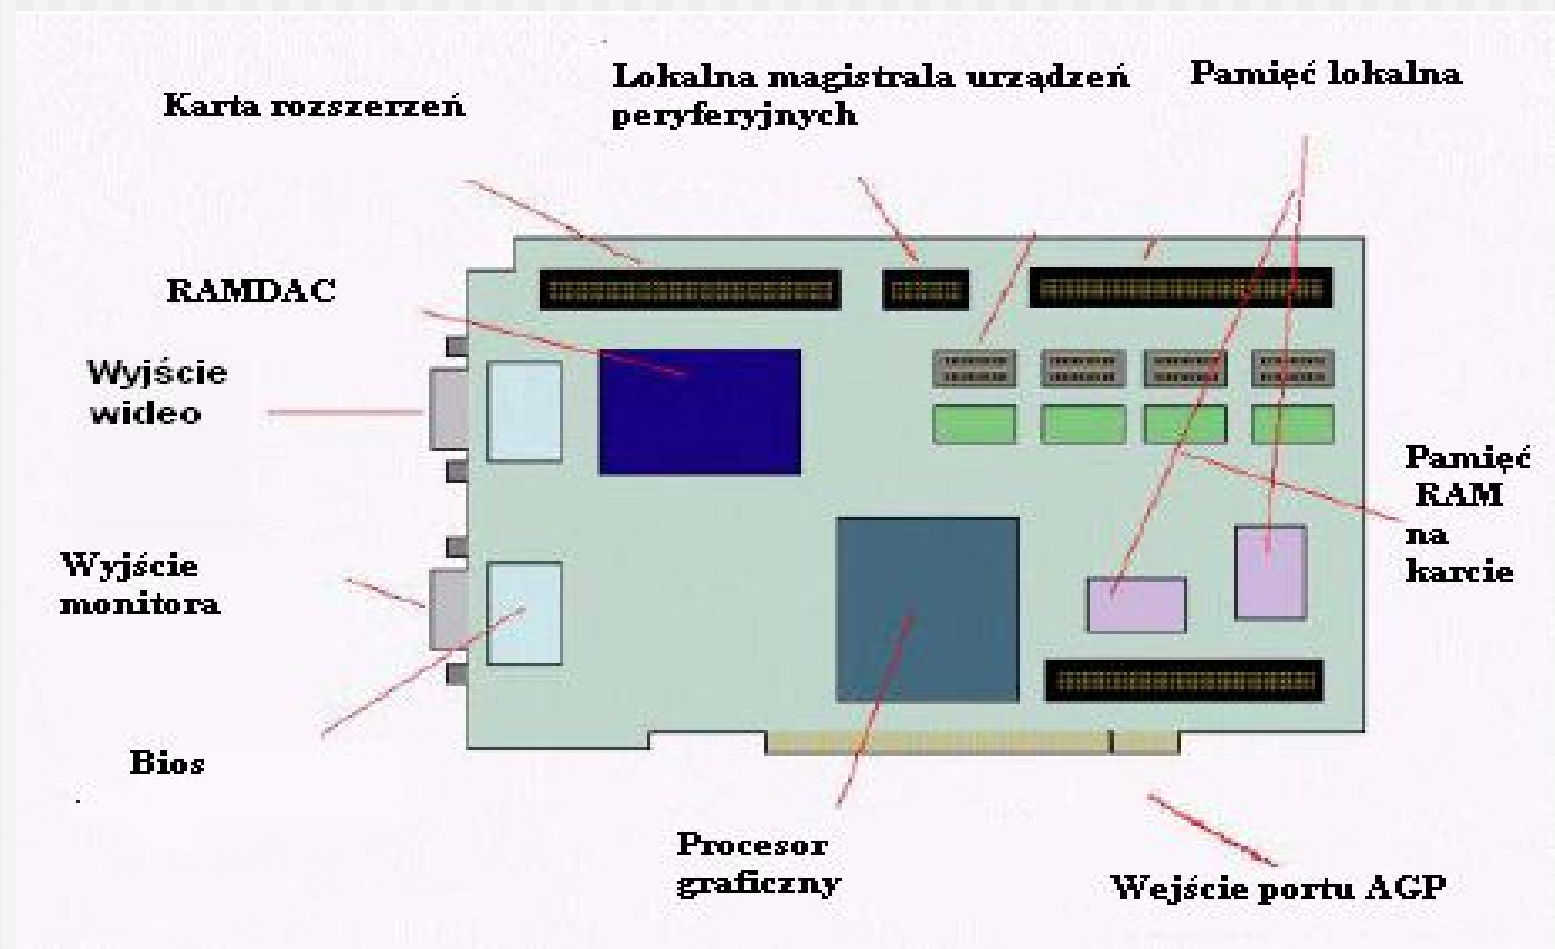 Karta rozszerzeń
Lokalna magistrala urządzeń
peryferyjnych
Pamięć lokalna
RAMDAC
Wyjście
wideo
Pamięć
RAM
na
karcie
Wyjście
monitora
Bios
Procesor
graficzny
Wejście portu AGP